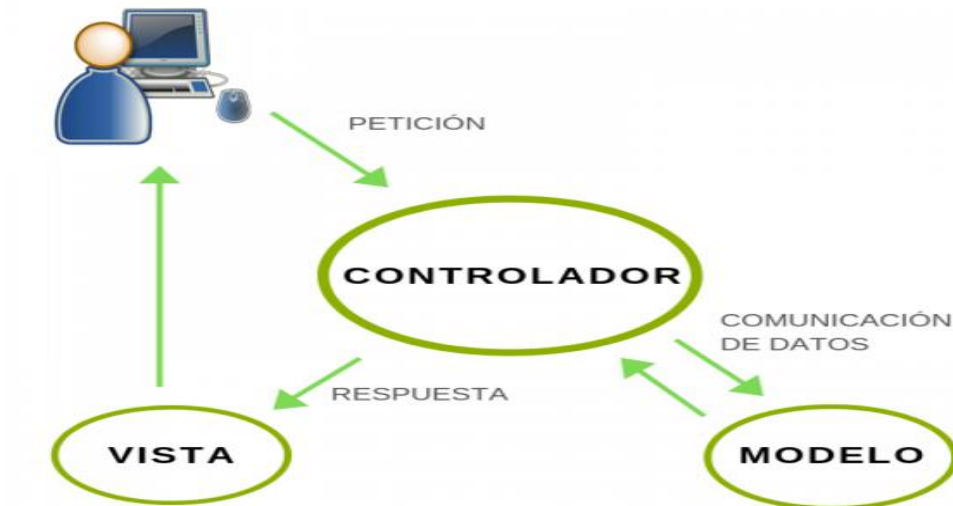 PETICIÓN
CONTROLADOR
COMUNICACIÓN
DE DATOS
RESPUESTA
VISTA
MODELO